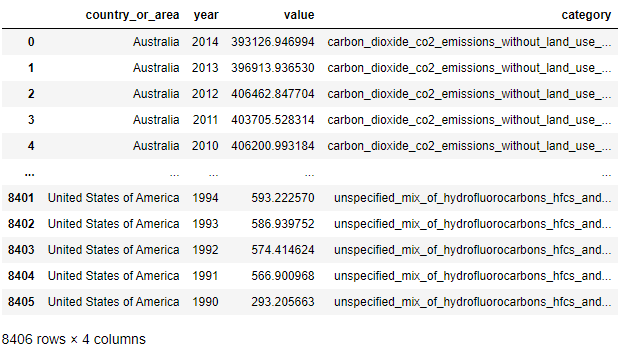 country_or_area year value category
0 Australia 2014 393126.946994 carbon_dioxide_co2_emissions_without_land_use_...
1 Australia 2013 396913.936530 carbon_dioxide_co2_emissions_without_land_use_...
2 Australia 2012 406462.847704 carbon_dioxide_co2_emissions_without_land_use_...
3 Australia 2011 403705.528314 carbon_dioxide_co2_emissions_without_land_use_...
4 Australia 2010 406200.993184 carbon_dioxide_co2_emissions_without_land_use_...
... ... ... ... ...
8401 United States of America 1994 593.222570 unspecified_mix_of_hydrofluorocarbons_hfcs_and...
8402 United States of America 1993 586.939752 unspecified_mix_of_hydrofluorocarbons_hfcs_and...
8403 United States of America 1992 574.414624 unspecified_mix_of_hydrofluorocarbons_hfcs_and...
8404 United States of America 1991 566.900968 unspecified_mix_of_hydrofluorocarbons_hfcs_and...
8405 United States of America 1990 293.205663 unspecified_mix_of_hydrofluorocarbons_hfcs_and...
8406 rows × 4 columns